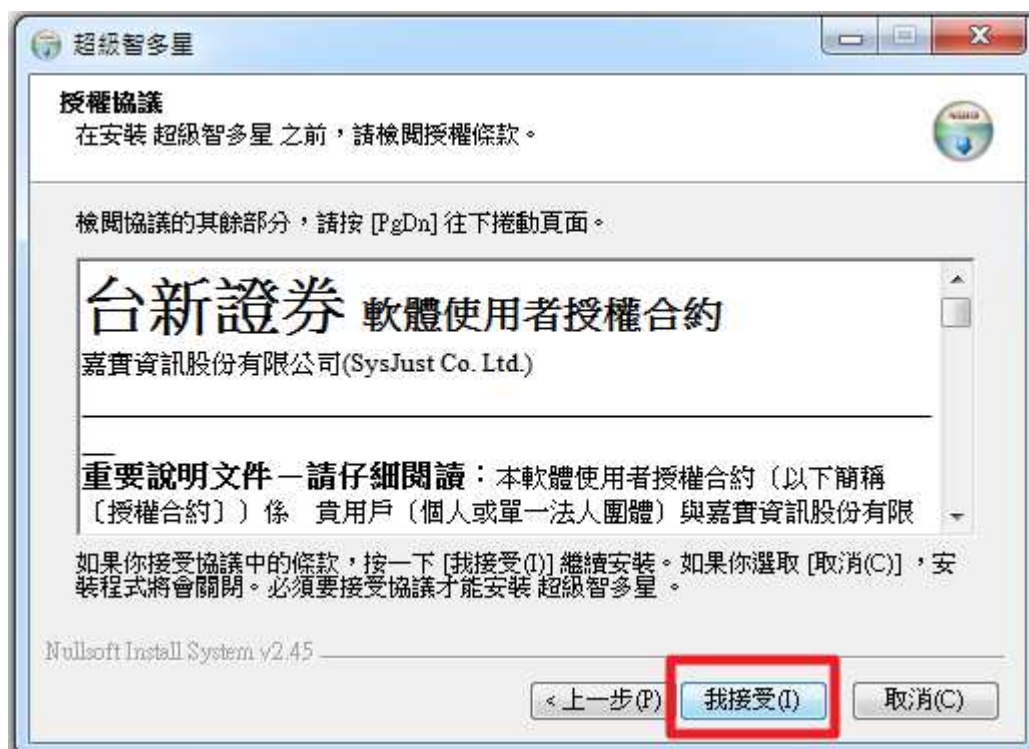 超級智多星
授權協議
在安裝 超級智多星 之前，請檢閱授權條款。
檢閱協議的其餘部分，請按 [PgDn] 往下捲動頁面。
台新證券 軟體使用者授權合約
嘉實資訊股份有限公司(SysJust Co. Ltd.)
重要說明文件－請仔細閱讀：本軟體使用者授權合約〔以下簡稱
〔授權合約〕）係 貴用戶（個人或單一法人團體）與嘉實資訊股份有限
如果你接受協議中的條款，按一下 [我接受(I)] 繼續安裝。如果你選取 [取消(C)] ，安
裝程式將會關閉。必須要接受協議才能安裝 超級智多星 。
Nullsoft Install System v2.45
< 上一步(P) 我接受(I) 取消(C)